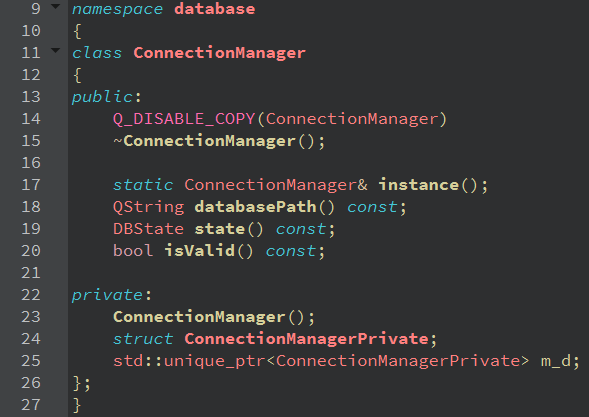 9 namespace database
10 {
11 class ConnectionManager
12 {
13 public:
14     Q_DISABLE_COPY(ConnectionManager)
15     ~ConnectionManager();
16
17     static ConnectionManager& instance();
18     QString databasePath() const;
19     DBState state() const;
20     bool isValid() const;
21
22 private:
23     ConnectionManager();
24     struct ConnectionManagerPrivate;
25     std::unique_ptr<ConnectionManagerPrivate> m_d;
26 };
27 }